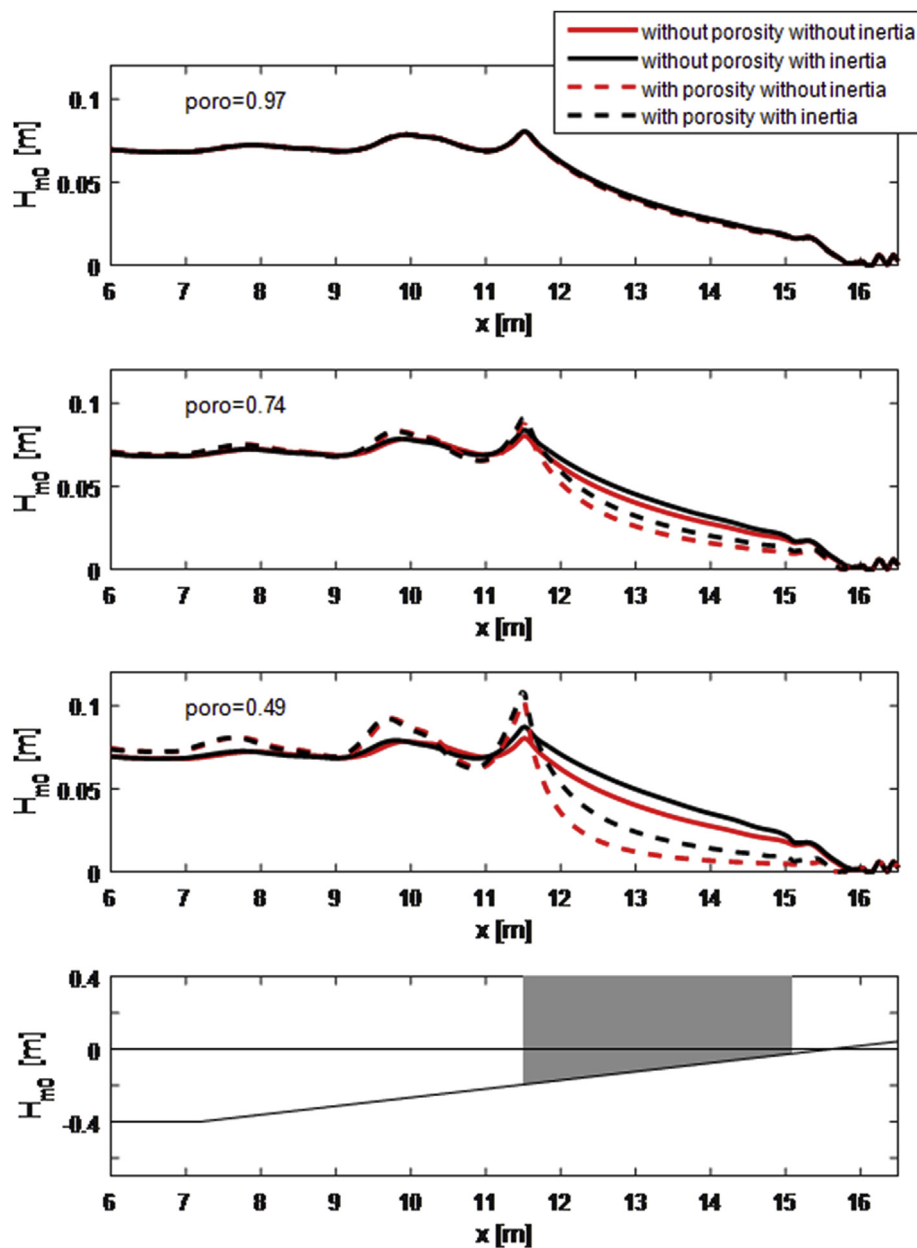 without porosity without inertia
without porosity with inertia
with porosity without inertia
with porosity with inertia
poro=0.97
0.1
0.05
0
Hm0 [m]
6 7 8 9 10 11 12 13 14 15 16
x [m]
poro=0.74
0.1
0.05
0
Hm0 [m]
6 7 8 9 10 11 12 13 14 15 16
x [m]
poro=0.49
0.1
0.05
0
Hm0 [m]
6 7 8 9 10 11 12 13 14 15 16
x [m]
0.4
0
-0.4
Hm0 [m]
6 7 8 9 10 11 12 13 14 15 16
x [m]